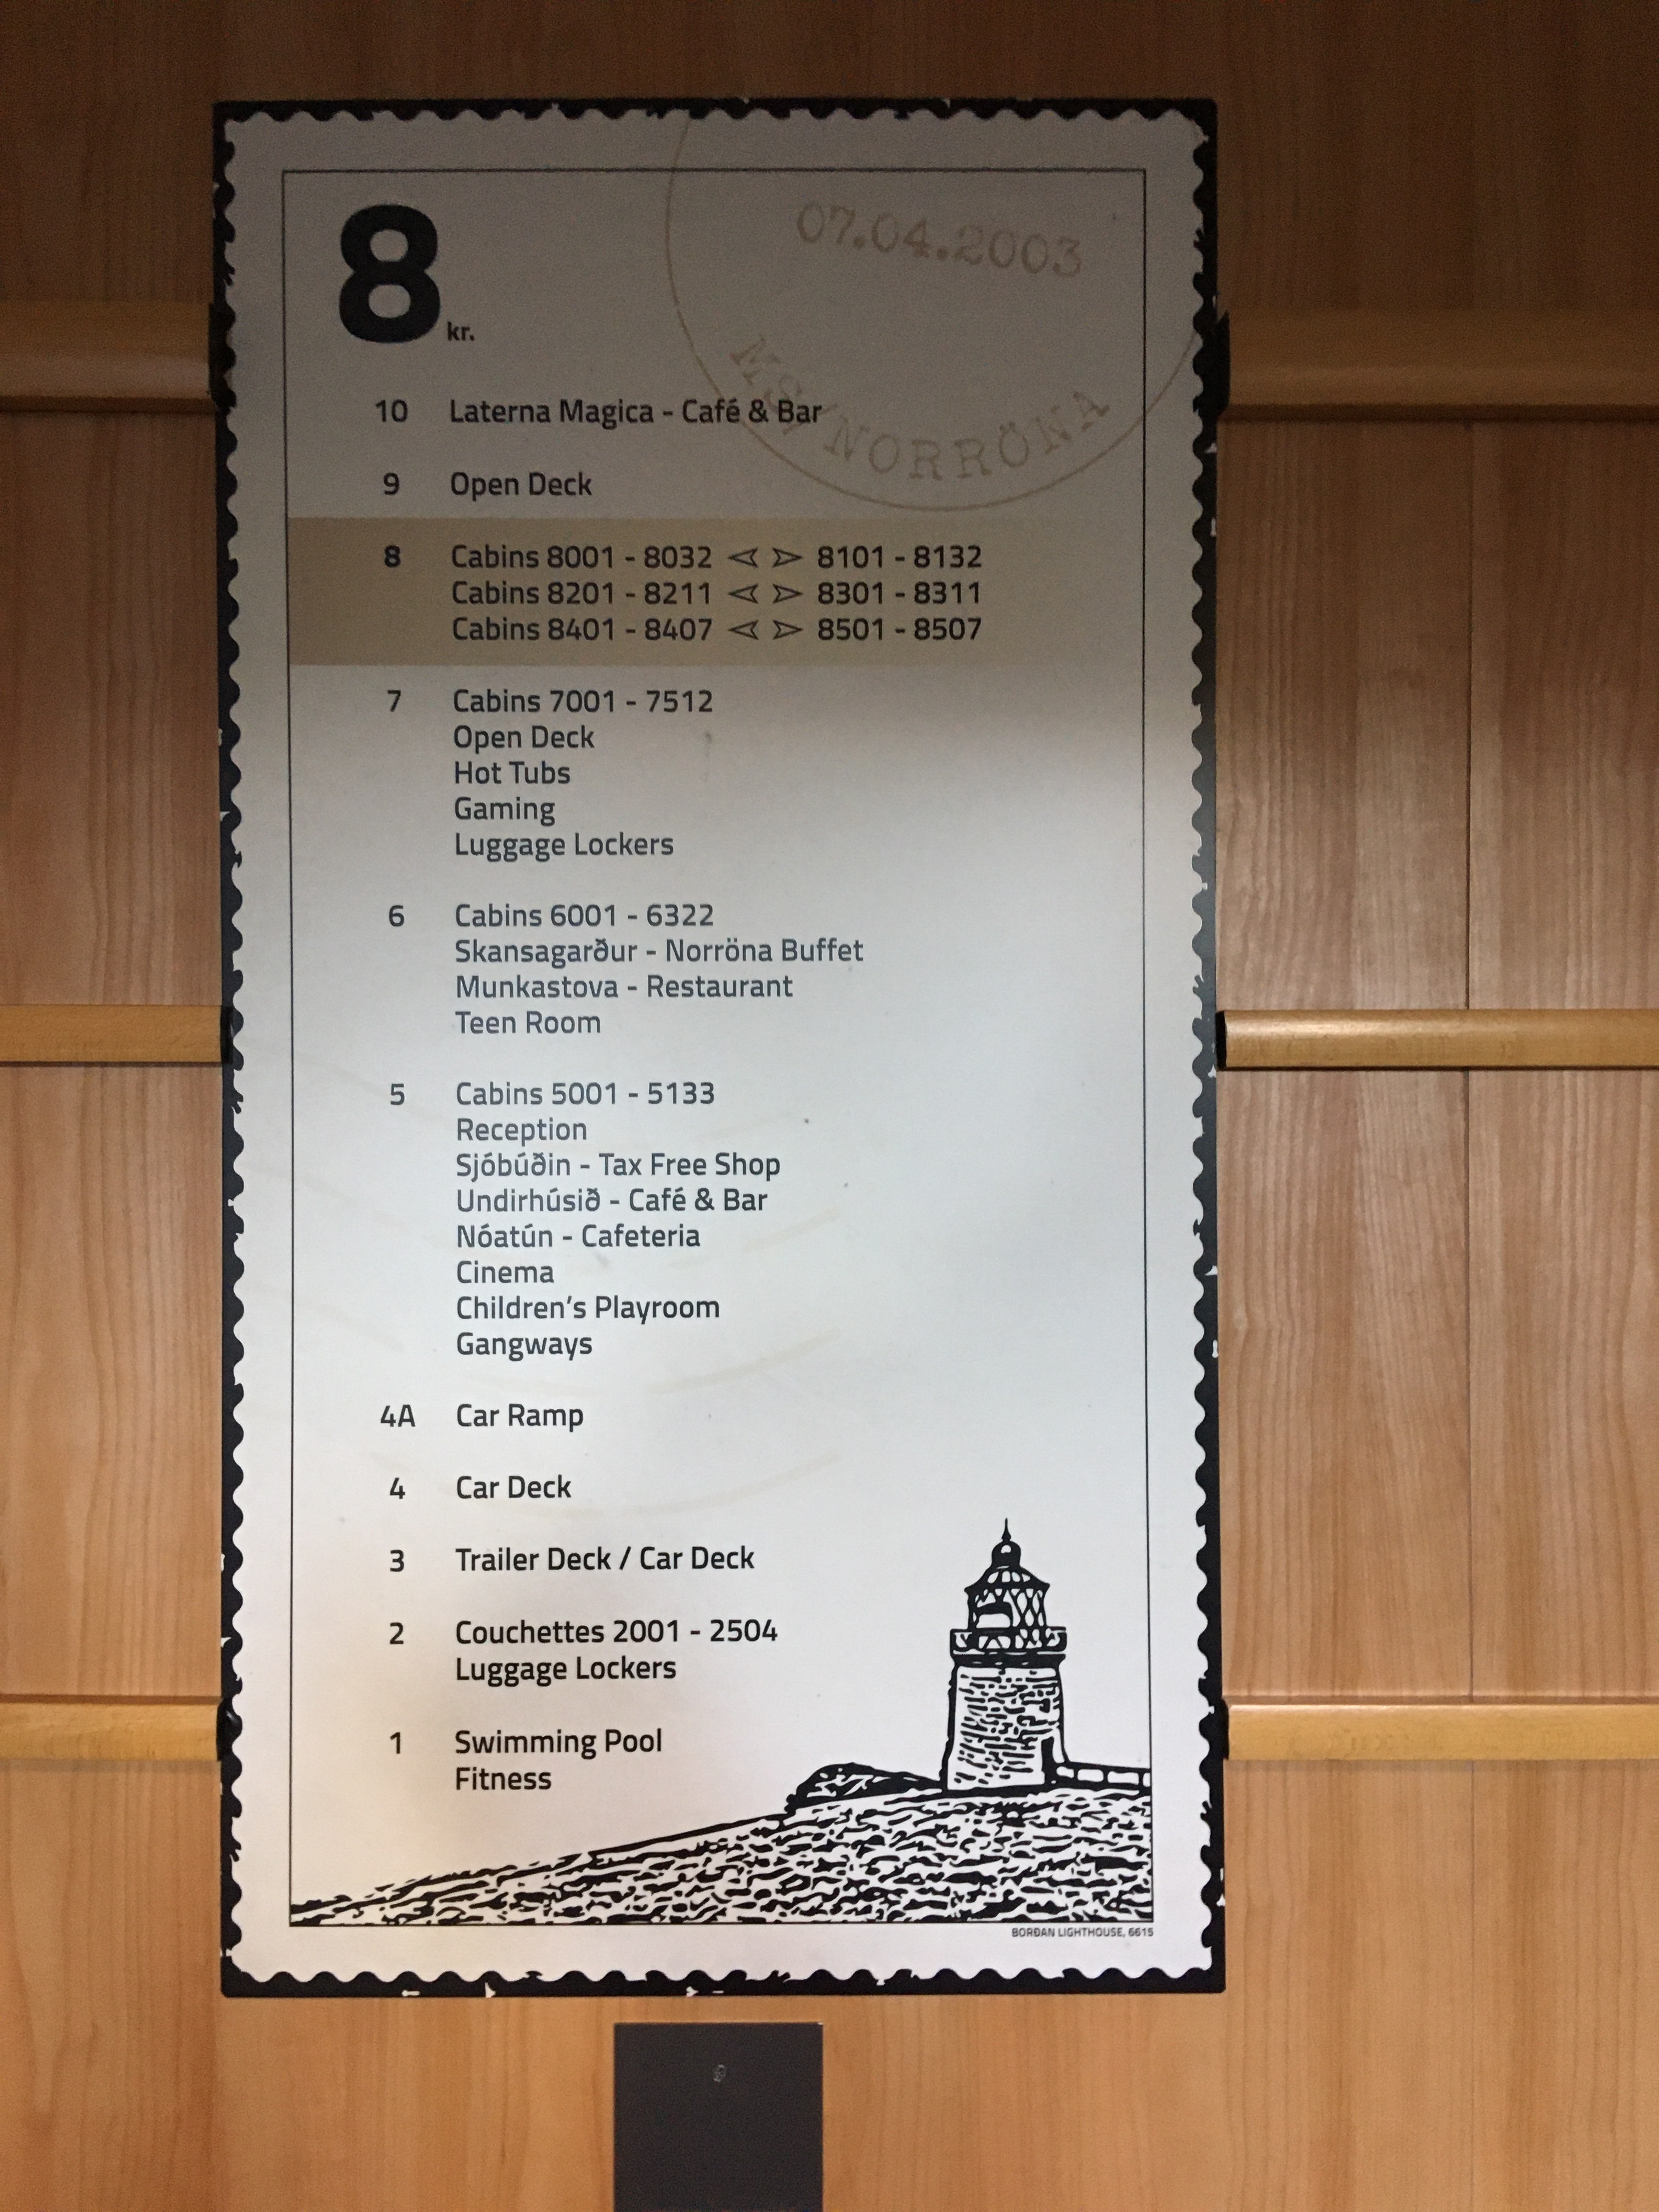 07.04.2003
8 kr.
MS/NORRÖNA
10 Laterna Magica - Café & Bar
9 Open Deck
8 Cabins 8001 - 8032 8101 - 8132
Cabins 8201 - 8211 8301 - 8311
Cabins 8401 - 8407 8501 - 8507
7 Cabins 7001 - 7512
Open Deck
Hot Tubs
Gaming
Luggage Lockers
6 Cabins 6001 - 6322
Skansagarður - Norröna Buffet
Munkastova - Restaurant
Teen Room
5 Cabins 5001 - 5133
Reception
Sjóbúðin - Tax Free Shop
Undirhúsið - Café & Bar
Nóatún - Cafeteria
Cinema
Children’s Playroom
Gangways
4A Car Ramp
4 Car Deck
3 Trailer Deck / Car Deck
2 Couchettes 2001 - 2504
Luggage Lockers
1 Swimming Pool
Fitness
BORÐAN LIGHTHOUSE, 6615